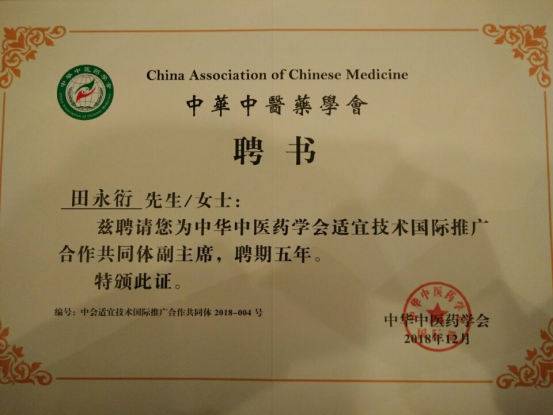 China Association of Chinese Medicine
中華中醫藥學會
聘书
田永衍 先生/女士：
兹聘请您为中华中医药学会适宜技术国际推广
合作共同体副主席，聘期五年。
特颁此证。
编号：中会适宜技术国际推广合作共同体 2018-004 号
中华中医药学会
2018年12月